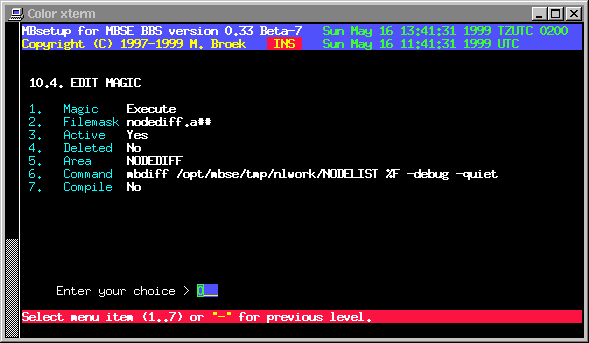 Color xterm
MBsetup for MBSE BBS version 0.33 Beta-7 Sun May 16 13:41:31 1999 TZUTC 0200
Copyright (C) 1997-1999 M. Broek INS Sun May 16 11:41:31 1999 UTC
10.4. EDIT MAGIC
1. Magic Execute
2. Filemask nodediff.a##
3. Active Yes
4. Deleted No
5. Area NODEDIFF
6. Command mbdiff /opt/mbse/tmp/nlwork/NODELIST %F -debug -quiet
7. Compile No
Enter your choice > 0__
Select menu item (1..7) or "-" for previous level.